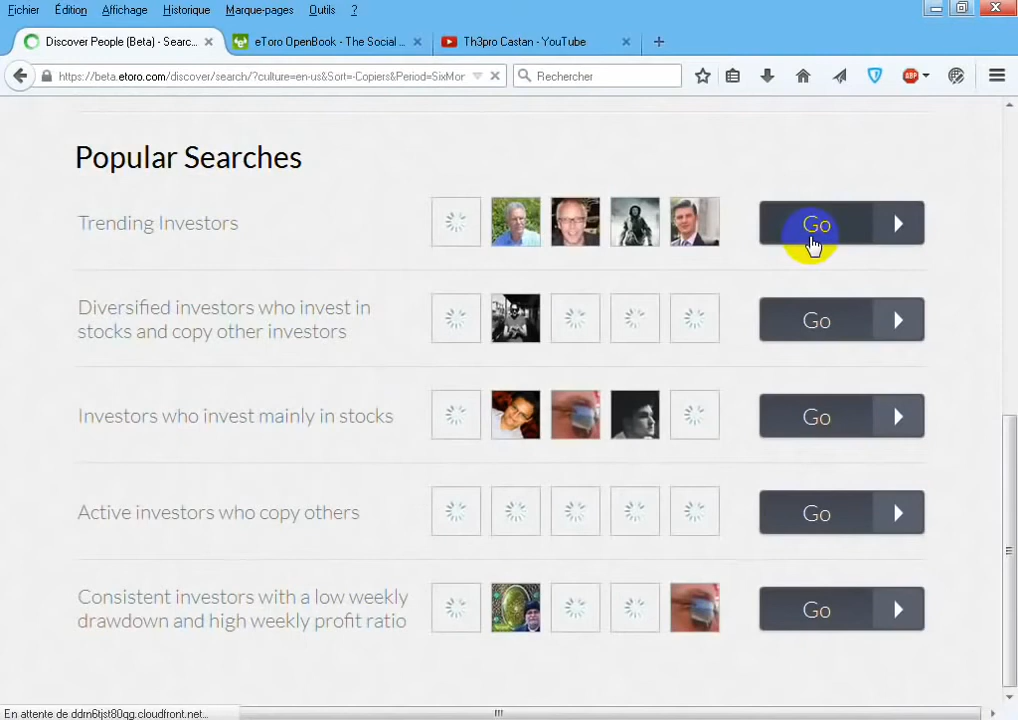 Fichier Édition Affichage Historique Marque-pages Outils ?
Discover People (Beta) - Searc... eToro OpenBook - The Social ... Th3pro Castan - YouTube
https://beta.etoro.com/discover/search/?culture=en-us&Sort=-Copiers&Period=SixMor Rechercher ABP
Popular Searches
Trending Investors Go
Diversified investors who invest in
stocks and copy other investors Go
Investors who invest mainly in stocks Go
Active investors who copy others Go
Consistent investors with a low weekly
drawdown and high weekly profit ratio Go
En attente de ddrn6tjst80qg.cloudfront.net...